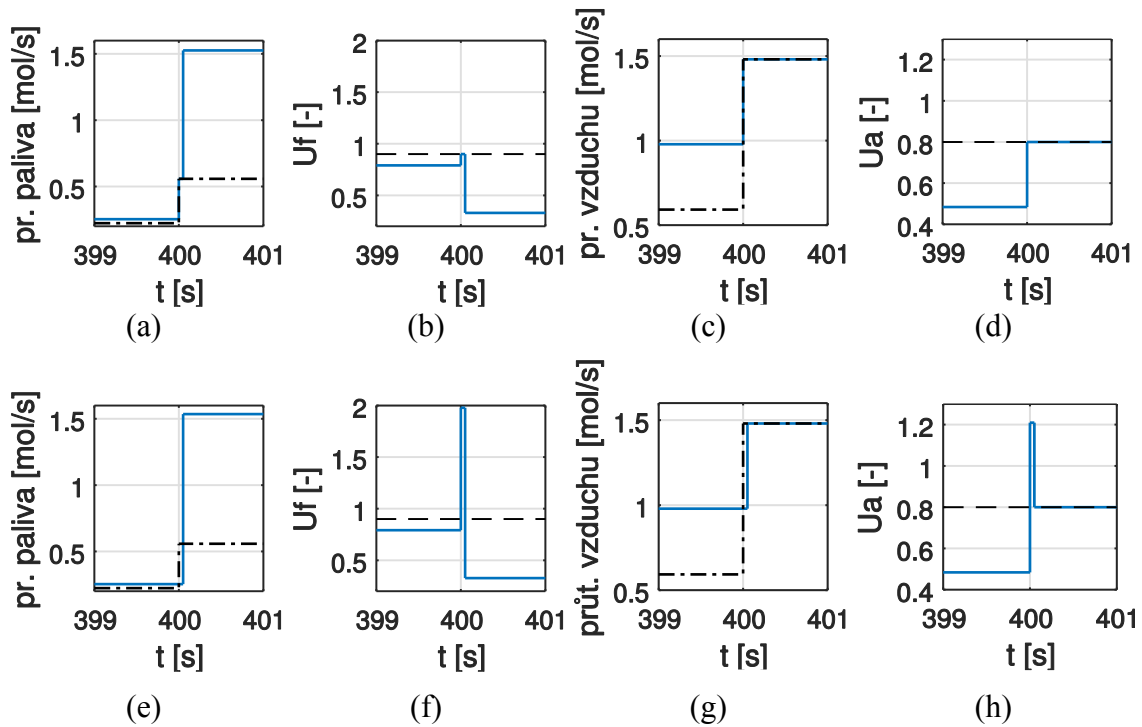 pr. paliva [mol/s]
1.5
1
0.5
399 400 401
t [s]
(a)
Uf [-]
2
1.5
1
0.5
399 400 401
t [s]
(b)
pr. vzduchu [mol/s]
1.5
1
0.5
399 400 401
t [s]
(c)
Ua [-]
1.2
1
0.8
0.6
0.4
399 400 401
t [s]
(d)
pr. paliva [mol/s]
1.5
1
0.5
399 400 401
t [s]
(e)
Uf [-]
2
1.5
1
0.5
399 400 401
t [s]
(f)
průt. vzduchu [mol/s]
1.5
1
0.5
399 400 401
t [s]
(g)
Ua [-]
1.2
1
0.8
0.6
0.4
399 400 401
t [s]
(h)